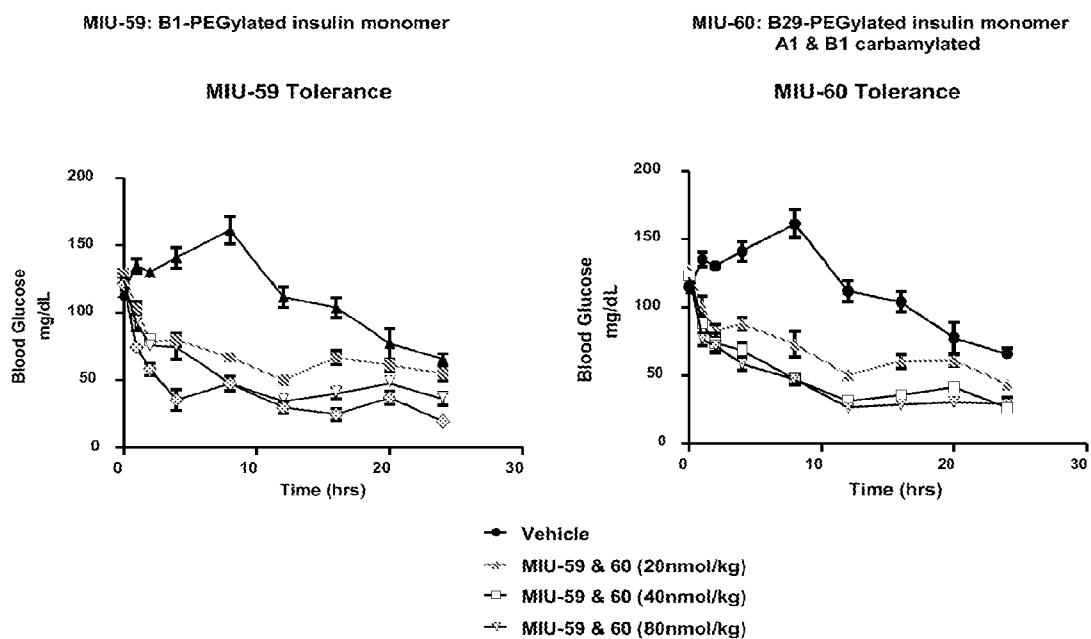 MIU-59: B1-PEGylated insulin monomer
MIU-60: B29-PEGylated insulin monomer
A1 & B1 carbamylated
MIU-59 Tolerance
MIU-60 Tolerance
Blood Glucose
mg/dL
200
150
100
50
0
0 10 20 30
Time (hrs)
Blood Glucose
mg/dL
200
150
100
50
0
0 10 20 30
Time (hrs)
Vehicle
MIU-59 & 60 (20nmol/kg)
MIU-59 & 60 (40nmol/kg)
MIU-59 & 60 (80nmol/kg)